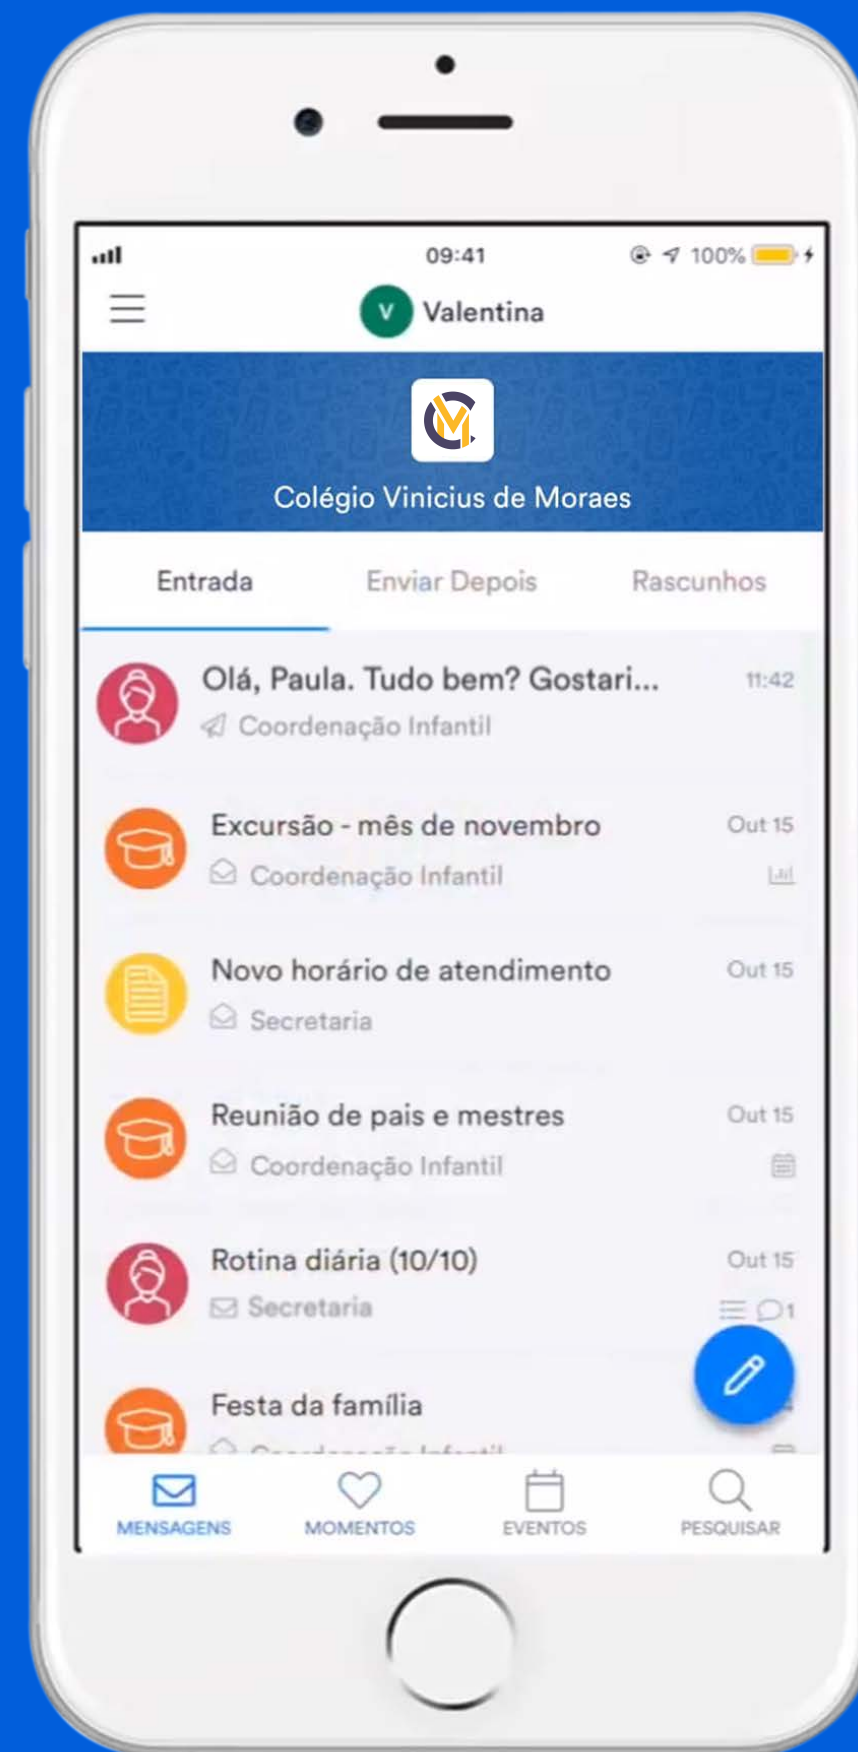 09:41
100%
V Valentina
Colégio Vinicius de Moraes
Entrada Enviar Depois Rascunhos
Olá, Paula. Tudo bem? Gostari... 11:42
Coordenação Infantil
Excursão - mês de novembro Out 15
Coordenação Infantil
Novo horário de atendimento Out 15
Secretaria
Reunião de pais e mestres Out 15
Coordenação Infantil
Rotina diária (10/10) Out 15
Secretaria 1
Festa da família
MENSAGENS MOMENTOS EVENTOS PESQUISAR